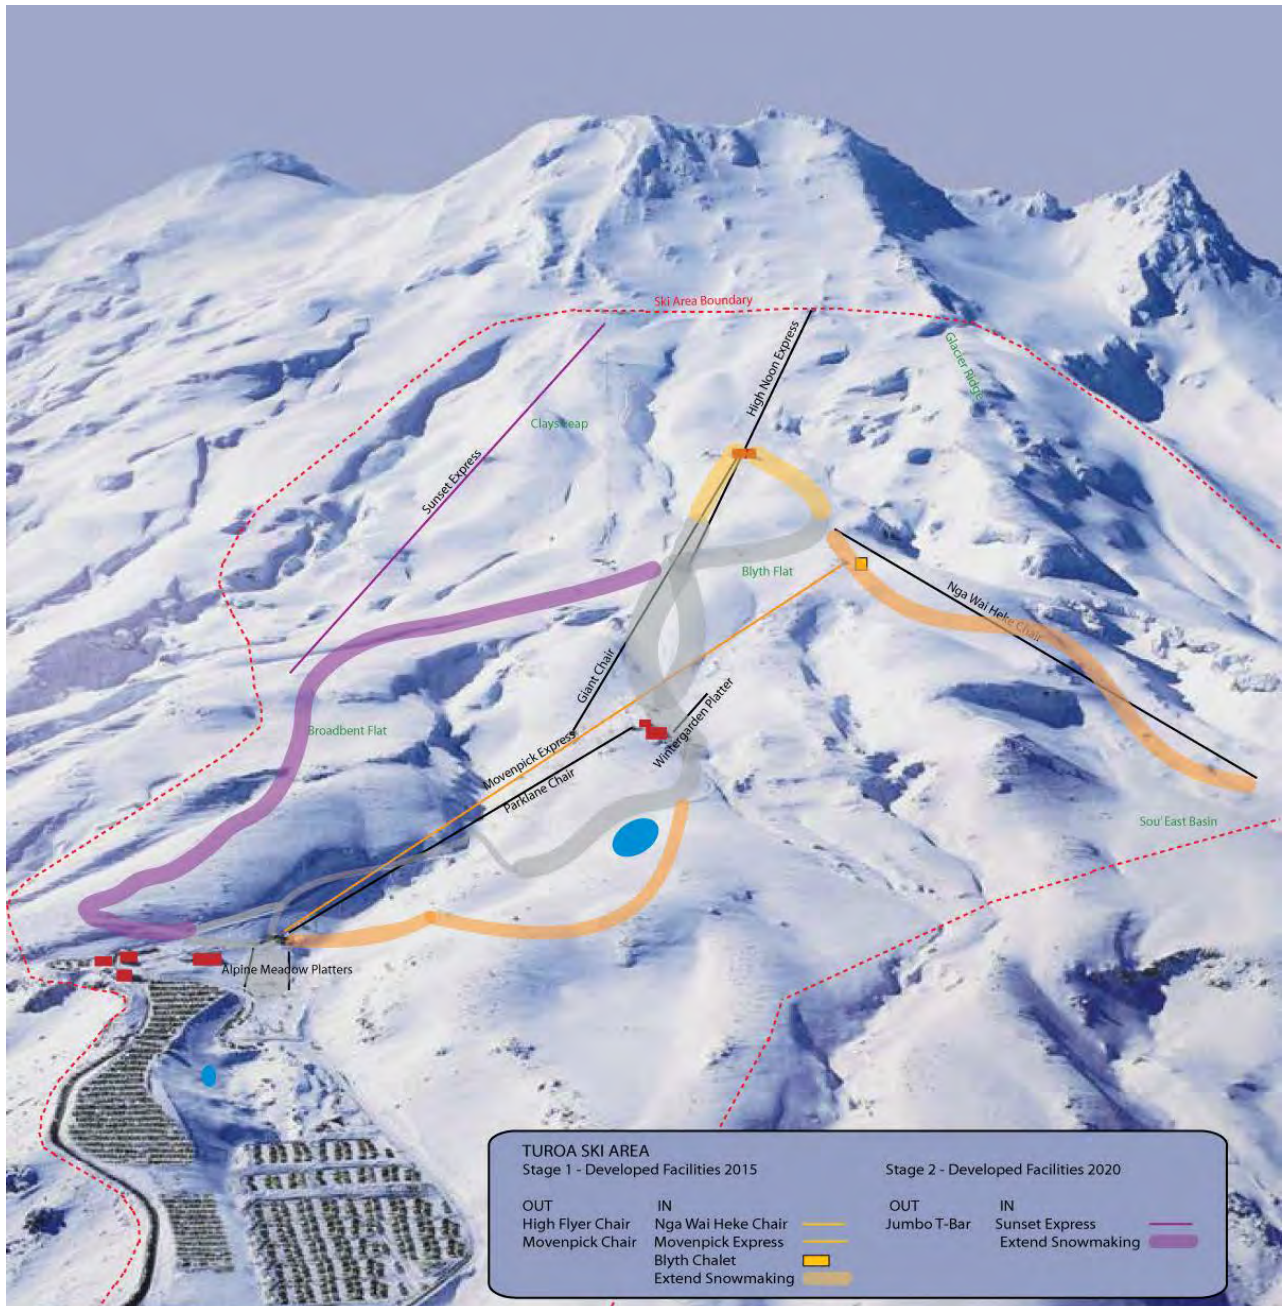 Ski Area Boundary
High Noon Express
Glacier Ridge
Clays Leap
Sunset Express
Blyth Flat
Nga Wai Heke Chair
Giant Chair
Wintergarden Platter
Broadbent Flat
Movenpick Express
Parklane Chair
Sou' East Basin
Alpine Meadow Platters
TUROA SKI AREA
Stage 1 - Developed Facilities 2015
Stage 2 - Developed Facilities 2020
OUT IN
OUT IN
High Flyer Chair Nga Wai Heke Chair
Jumbo T-Bar Sunset Express
Movenpick Chair Movenpick Express
Extend Snowmaking
Blyth Chalet
Extend Snowmaking